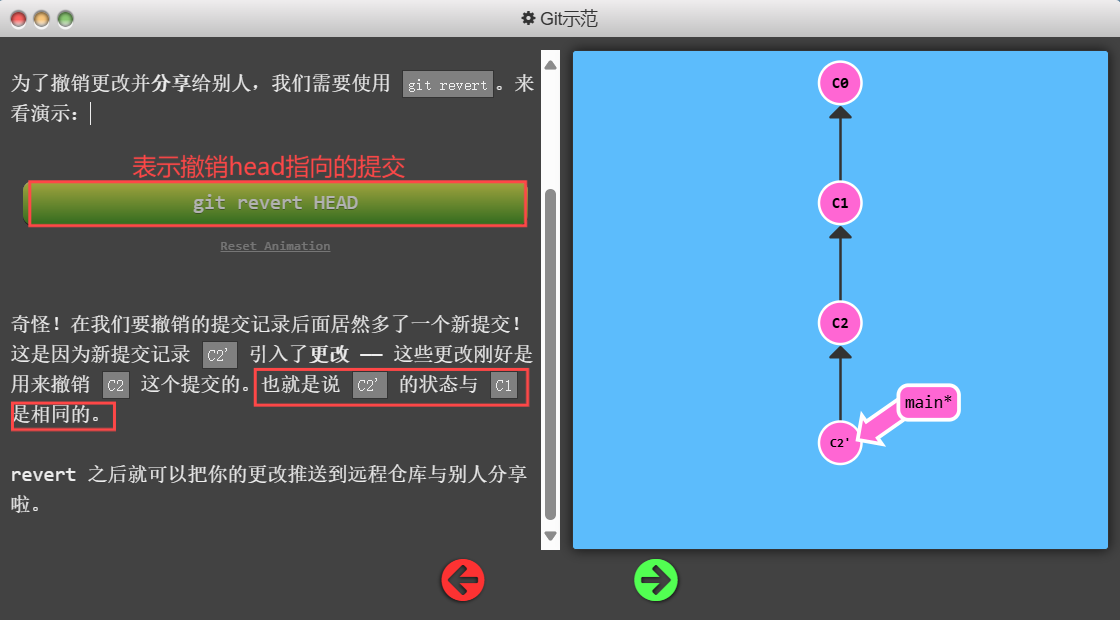 Git示范
为了撤销更改并分享给别人，我们需要使用 git revert。来
看演示：
表示撤销head指向的提交
git revert HEAD
Reset Animation
奇怪！在我们要撤销的提交记录后面居然多了一个新提交！
这是因为新提交记录 C2' 引入了更改 —— 这些更改刚好是
用来撤销 C2 这个提交的。也就是说 C2' 的状态与 C1
是相同的。
revert 之后就可以把你的更改推送到远程仓库与别人分享
啦。
C0
C1
C2
main*
C2'